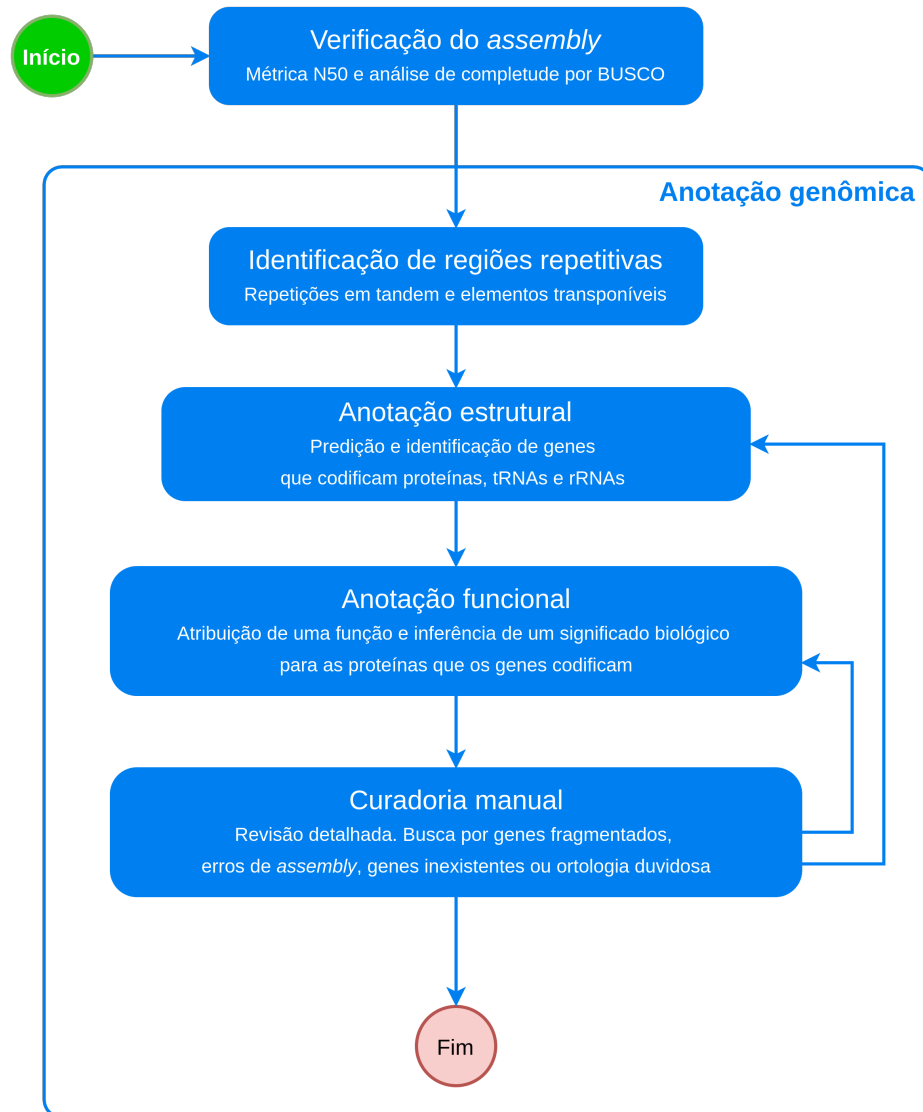 Início
Verificação do assembly
Métrica N50 e análise de completude por BUSCO
Anotação genômica
Identificação de regiões repetitivas
Repetições em tandem e elementos transponíveis
Anotação estrutural
Predição e identificação de genes
que codificam proteínas, tRNAs e rRNAs
Anotação funcional
Atribuição de uma função e inferência de um significado biológico
para as proteínas que os genes codificam
Curadoria manual
Revisão detalhada. Busca por genes fragmentados,
erros de assembly, genes inexistentes ou ortologia duvidosa
Fim